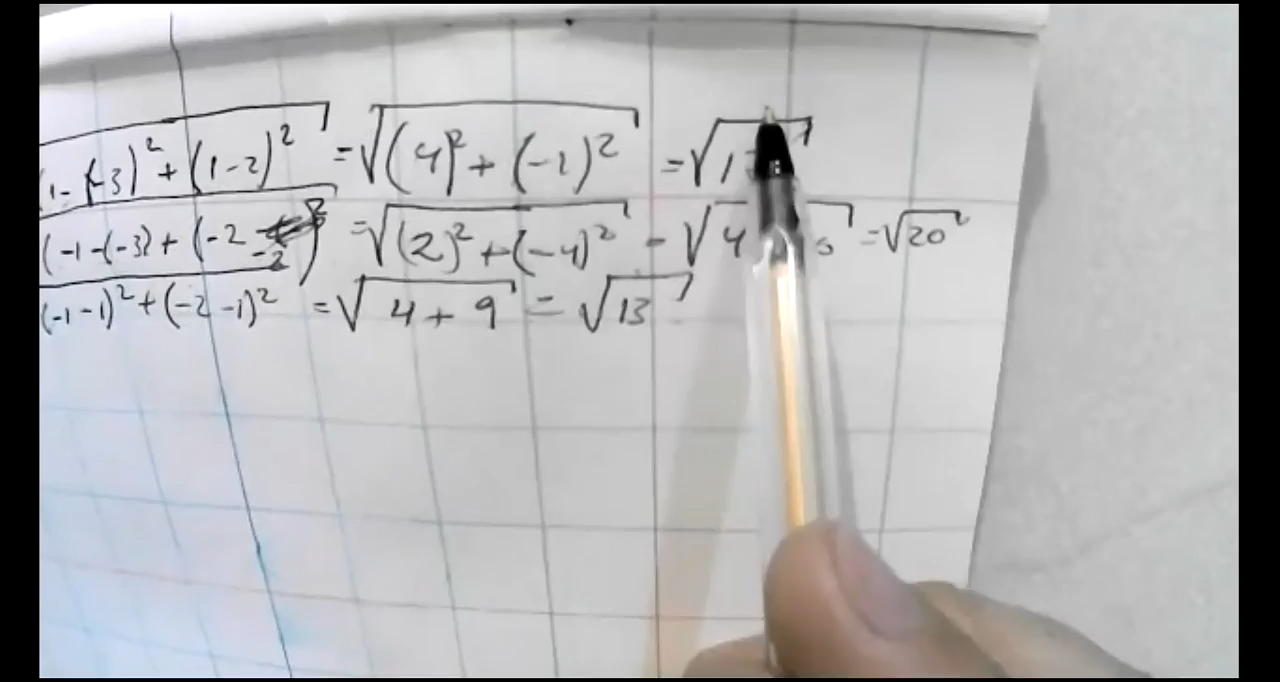 (1-(-3)² + (1-2)² = √(4)² + (-1)² = √1
(-1-(-3) + (-2 -2)² = √(2)² + (-4)² = √4 = √20
(-1-1)² + (-2-1)² = √4 + 9 = √13